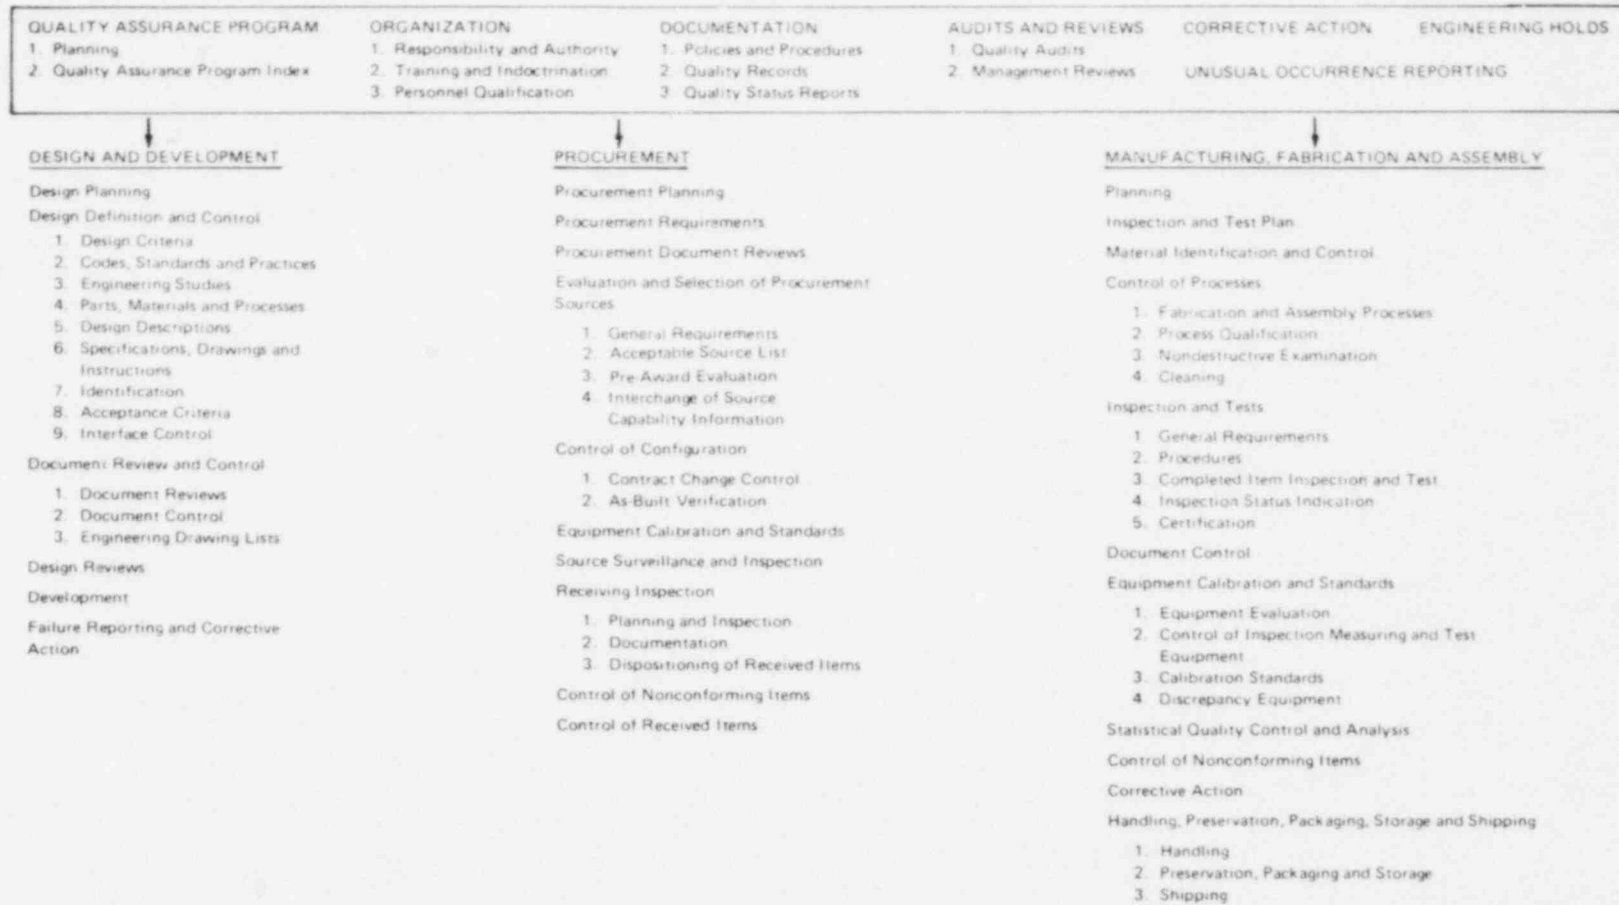 QUALITY ASSURANCE PROGRAM
1. Planning
2. Quality Assurance Program Index
ORGANIZATION
1. Responsibility and Authority
2. Training and Indoctrination
3. Personnel Qualification
DOCUMENTATION
1. Policies and Procedures
2. Quality Records
3. Quality Status Reports
AUDITS AND REVIEWS
1. Quality Audits
2. Management Reviews
CORRECTIVE ACTION
ENGINEERING HOLDS
UNUSUAL OCCURRENCE REPORTING
DESIGN AND DEVELOPMENT
Design Planning
Design Definition and Control
1. Design Criteria
2. Codes, Standards and Practices
3. Engineering Studies
4. Parts, Materials and Processes
5. Design Descriptions
6. Specifications, Drawings and
Instructions
7. Identification
8. Acceptance Criteria
9. Interface Control
Document Review and Control
1. Document Reviews
2. Document Control
3. Engineering Drawing Lists
Design Reviews
Development
Failure Reporting and Corrective
Action
PROCUREMENT
Procurement Planning
Procurement Requirements
Procurement Document Reviews
Evaluation and Selection of Procurement
Sources
1. General Requirements
2. Acceptable Source List
3. Pre-Award Evaluation
4. Interchange of Source
Capability Information
Control of Configuration
1. Contract Change Control
2. As-Built Verification
Equipment Calibration and Standards
Source Surveillance and Inspection
Receiving Inspection
1. Planning and Inspection
2. Documentation
3. Dispositioning of Received Items
Control of Nonconforming Items
Control of Received Items
MANUFACTURING, FABRICATION AND ASSEMBLY
Planning
Inspection and Test Plan
Material Identification and Control
Control of Processes
1. Fabrication and Assembly Processes
2. Process Qualification
3. Nondestructive Examination
4. Cleaning
Inspection and Tests
1. General Requirements
2. Procedures
3. Completed Item Inspection and Test
4. Inspection Status Indication
5. Certification
Document Control
Equipment Calibration and Standards
1. Equipment Evaluation
2. Control of Inspection Measuring and Test
Equipment
3. Calibration Standards
4. Discrepancy Equipment
Statistical Quality Control and Analysis
Control of Nonconforming Items
Corrective Action
Handling, Preservation, Packaging, Storage and Shipping
1. Handling
2. Preservation, Packaging and Storage
3. Shipping